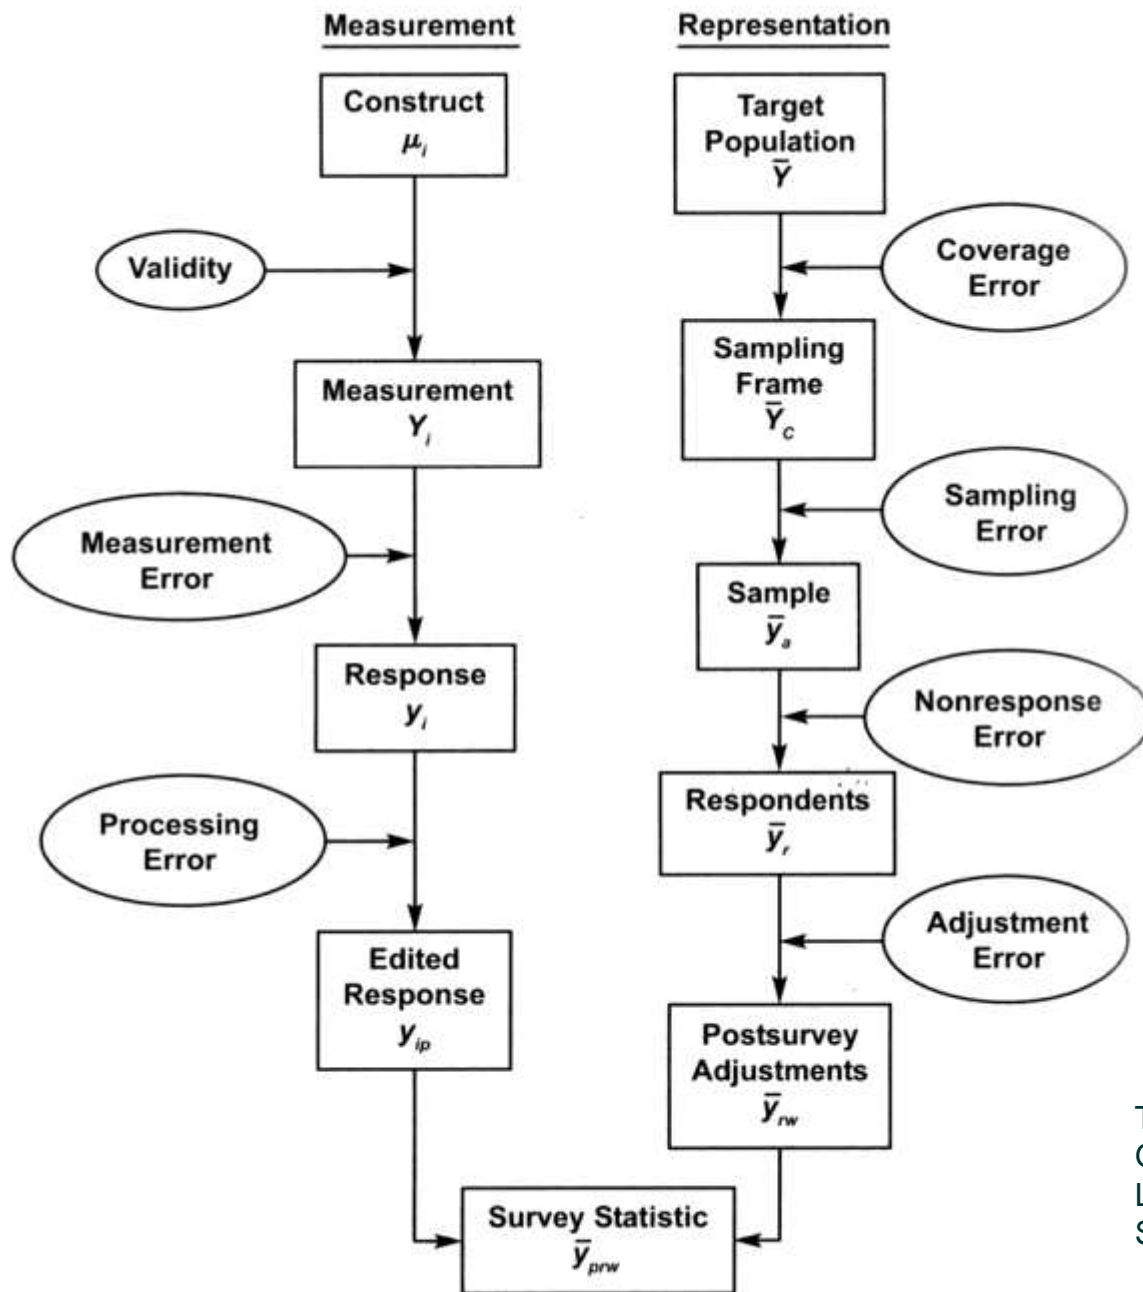 Measurement
Representation
Construct
μi
Target
Population
Ȳ
Validity
Coverage
Error
Measurement
Yi
Sampling
Frame
ȲC
Measurement
Error
Sampling
Error
Sample
ȳa
Response
yi
Nonresponse
Error
Respondents
ȳr
Processing
Error
Adjustment
Error
Edited
Response
yip
Postsurvey
Adjustments
ȳrw
Survey Statistic
ȳprw